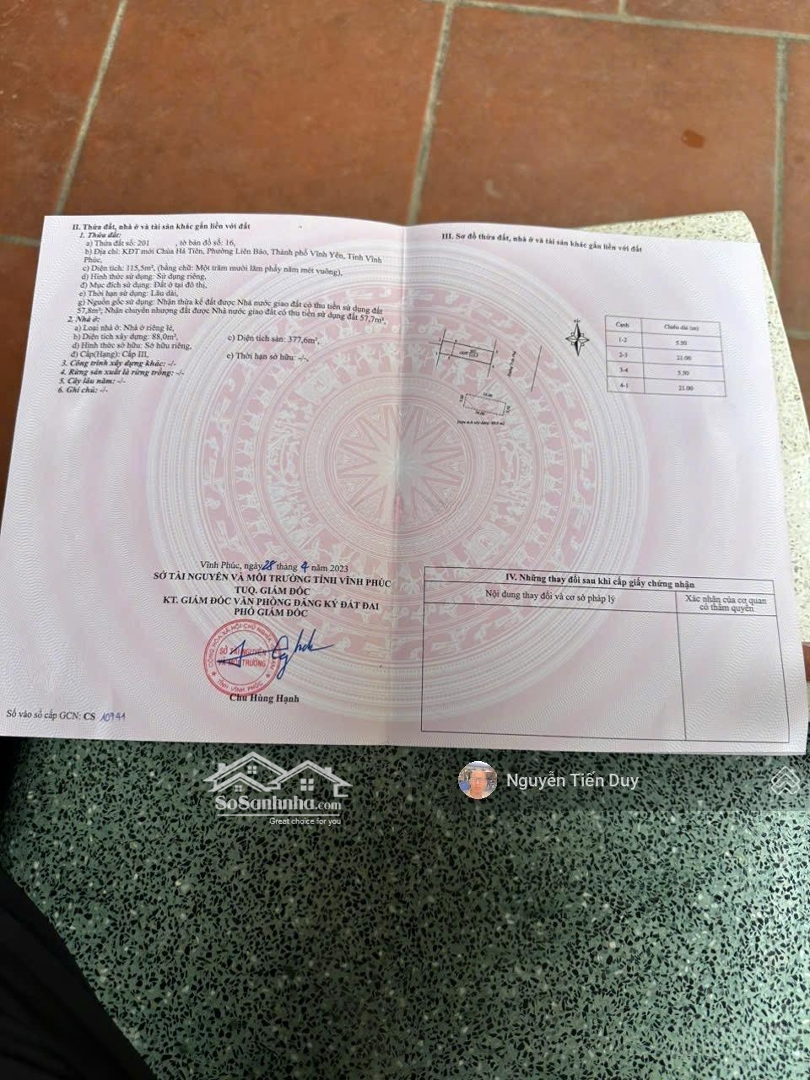 II. Thửa đất, nhà ở và tài sản khác gắn liền với đất
1. Thửa đất:
a) Thửa đất số: 201 , tờ bản đồ số: 16,
b) Địa chỉ: KĐT mới Chùa Hà Tiên, Phường Liên Bảo, Thành phố Vĩnh Yên, Tỉnh Vĩnh
Phúc,
c) Diện tích: 115,5m², (bằng chữ: Một trăm mười lăm phẩy năm mét vuông),
d) Hình thức sử dụng: Sử dụng riêng,
đ) Mục đích sử dụng: Đất ở tại đô thị,
e) Thời hạn sử dụng: Lâu dài,
g) Nguồn gốc sử dụng: Nhận thừa kế đất được Nhà nước giao đất có thu tiền sử dụng đất
57,8m²; Nhận chuyển nhượng đất được Nhà nước giao đất có thu tiền sử dụng đất 57,7m²,
2. Nhà ở:
a) Loại nhà ở: Nhà ở riêng lẻ,
b) Diện tích xây dựng: 88,0m², c) Diện tích sàn: 377,6m²,
d) Hình thức sở hữu: Sở hữu riêng,
đ) Cấp(Hạng): Cấp III, e) Thời hạn sở hữu: -/-,
3. Công trình xây dựng khác: -/-
4. Rừng sản xuất là rừng trồng: -/-
5. Cây lâu năm: -/-
6. Ghi chú: -/-
III. Sơ đồ thửa đất, nhà ở và tài sản khác gắn liền với đất
Cạnh Chiều dài (m)
1-2 5.50
2-3 21.00
3-4 5.50
4-1 21.00
Vĩnh Phúc, ngày 28 tháng 4 năm 2023
SỞ TÀI NGUYÊN VÀ MÔI TRƯỜNG TỈNH VĨNH PHÚC
TUQ. GIÁM ĐỐC
KT. GIÁM ĐỐC VĂN PHÒNG ĐĂNG KÝ ĐẤT ĐAI
PHÓ GIÁM ĐỐC
SỞ TÀI NGUYÊN
VÀ MÔI TRƯỜNG
TỈNH VĨNH PHÚC
Chu Hùng Hạnh
Số vào sổ cấp GCN: CS 10941
IV. Những thay đổi sau khi cấp giấy chứng nhận
Nội dung thay đổi và cơ sở pháp lý
Xác nhận của cơ quan
có thẩm quyền
SoSanhnha.com
Great choice for you
Nguyễn Tiến Duy